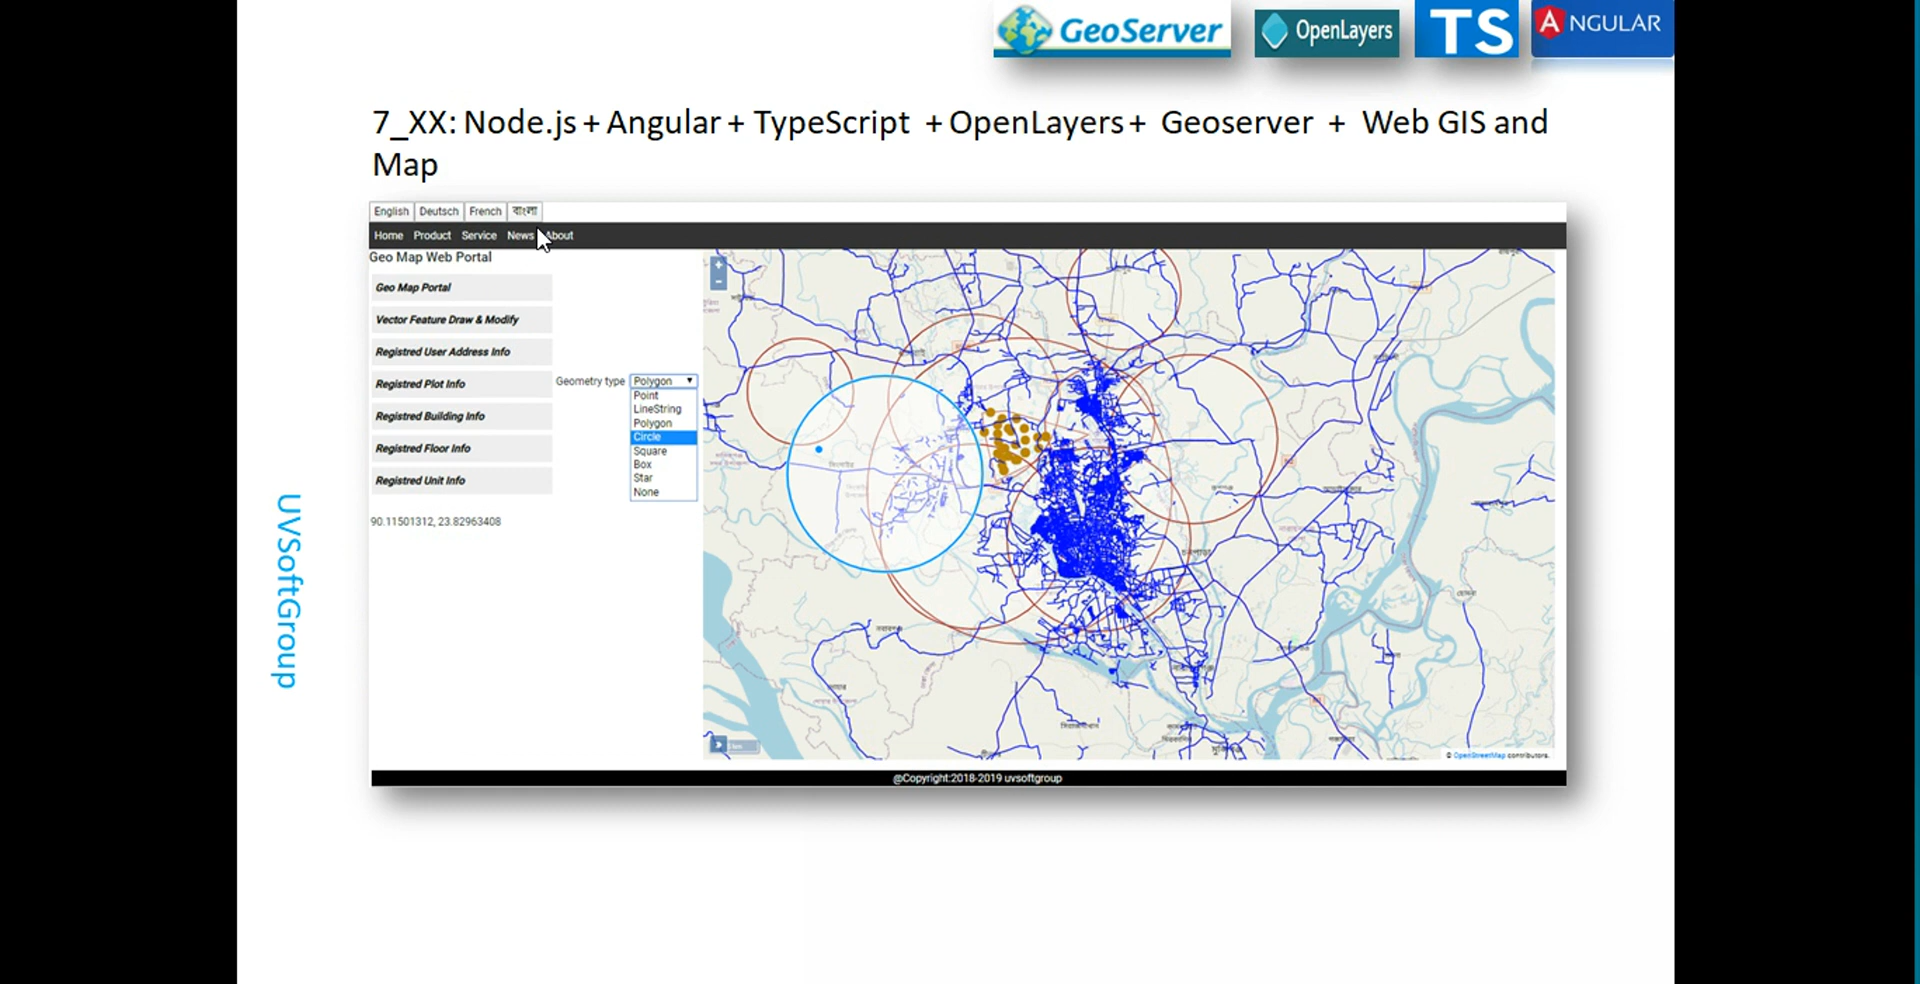 GeoServer
OpenLayers
TS
ANGULAR
7_XX: Node.js + Angular + TypeScript + OpenLayers + Geoserver + Web GIS and
Map
English Deutsch French বাংলা
Home Product Service News About
Geo Map Web Portal
Geo Map Portal
Vector Feature Draw & Modify
Registred User Address Info
Registred Plot Info
Registred Building Info
Registred Floor Info
Registred Unit Info
90.11501312, 23.82963408
Geometry type Polygon
Point
LineString
Polygon
Circle
Square
Box
Star
None
© OpenStreetMap contributors.
@Copyright:2018-2019 uvsoftgroup
UVSoftGroup